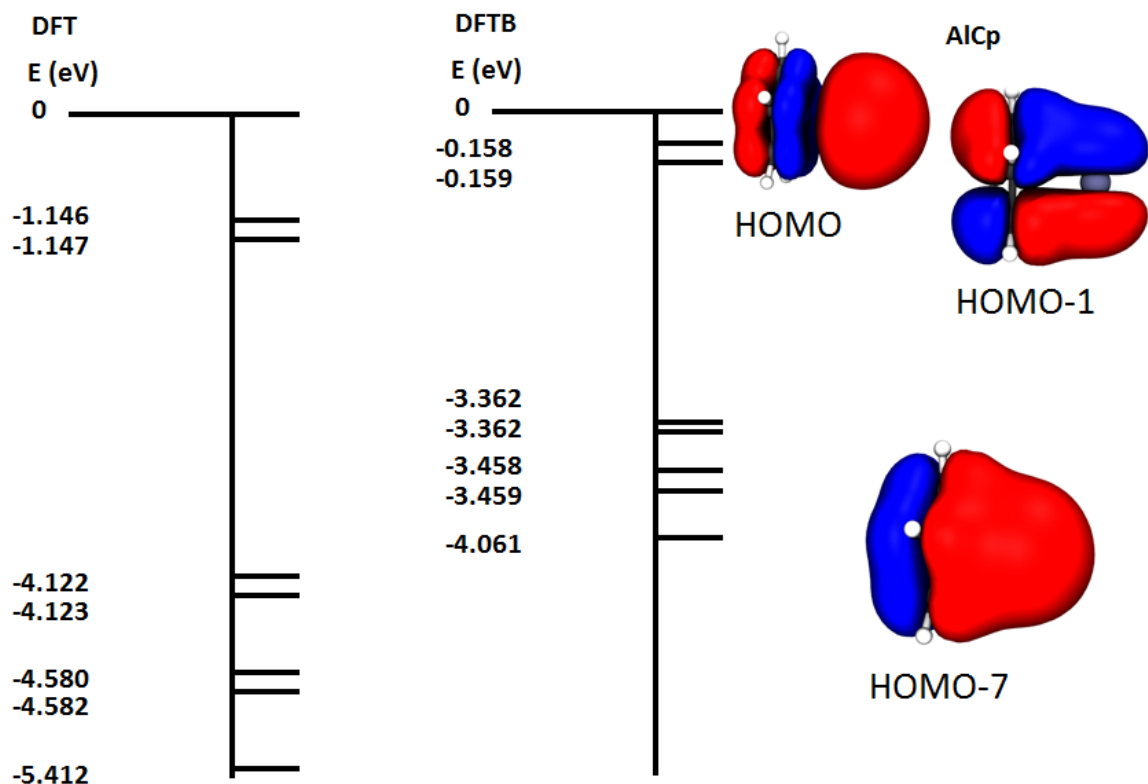 DFT
E (eV)
0
-1.146
-1.147
-4.122
-4.123
-4.580
-4.582
-5.412
DFTB
E (eV)
0
-0.158
-0.159
-3.362
-3.362
-3.458
-3.459
-4.061
AlCp
HOMO
HOMO-1
HOMO-7